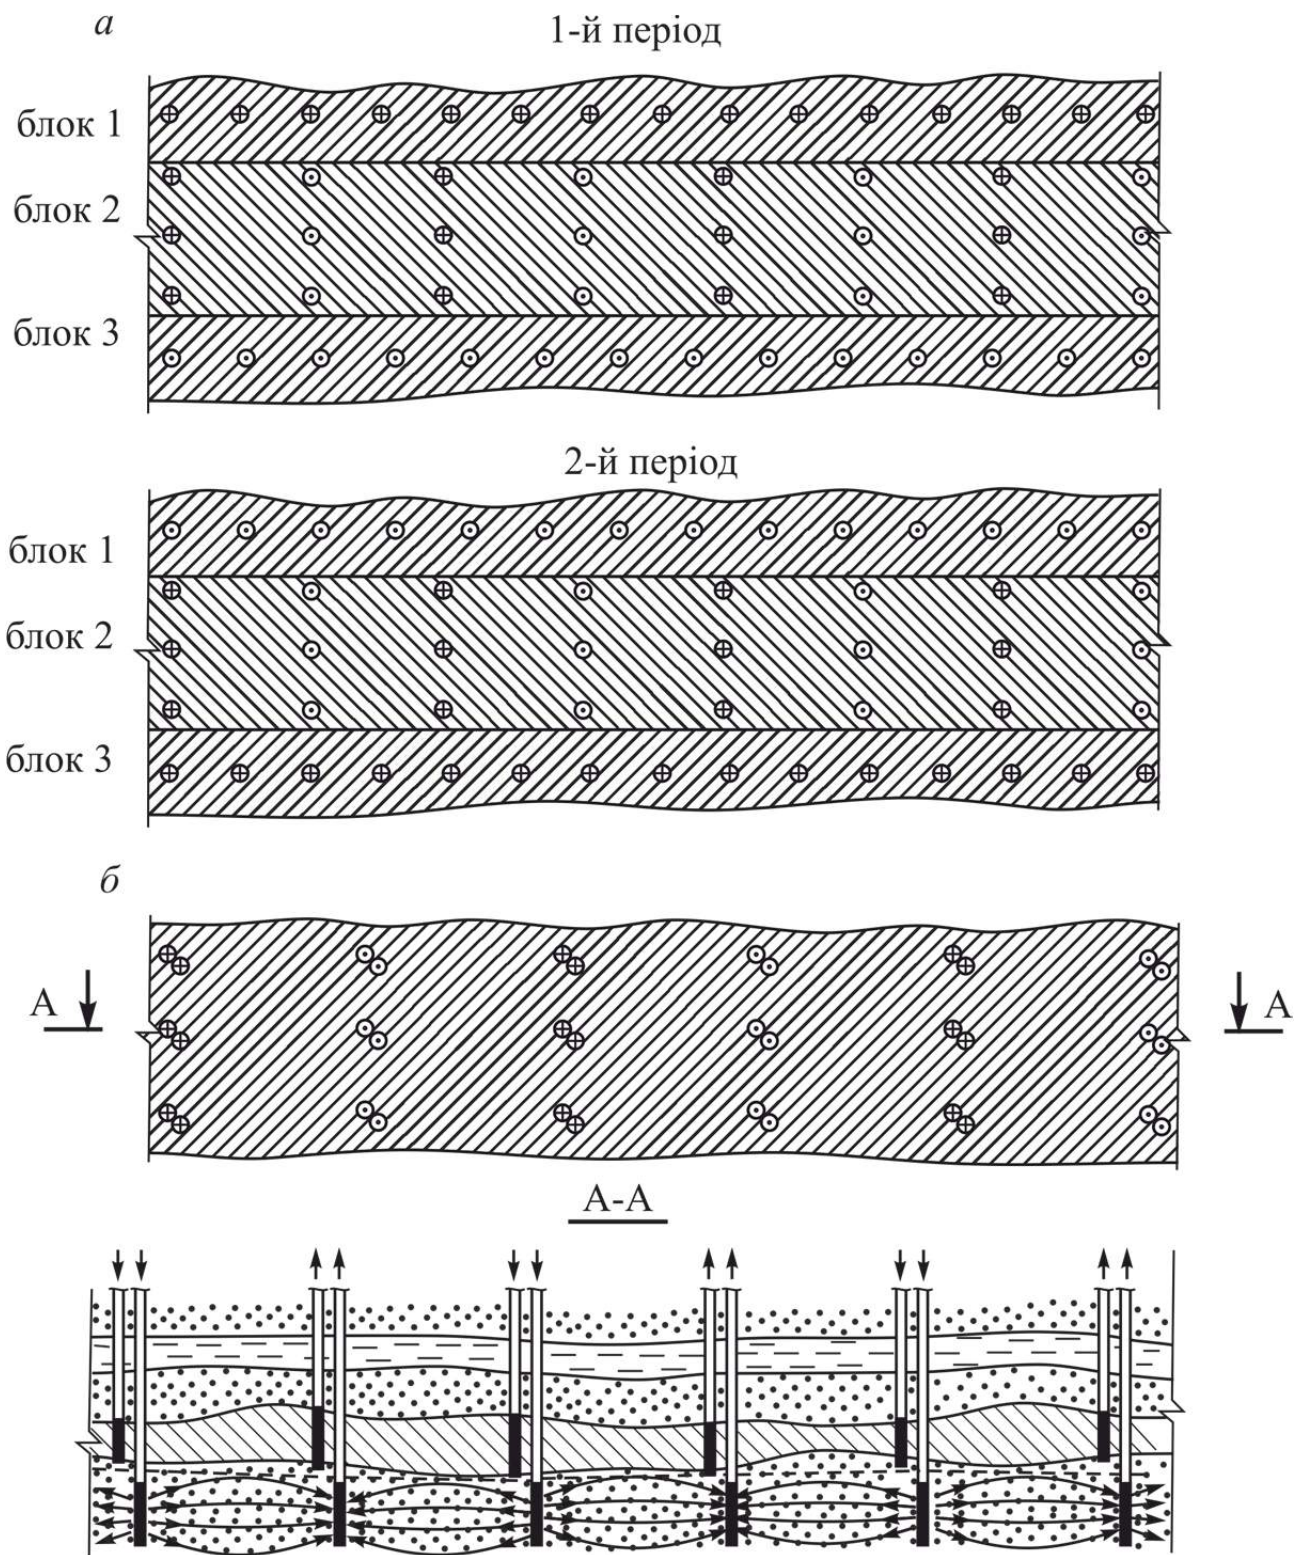 а
1-й період
блок 1
блок 2
блок 3
2-й період
блок 1
блок 2
блок 3
б
А
А
А-А